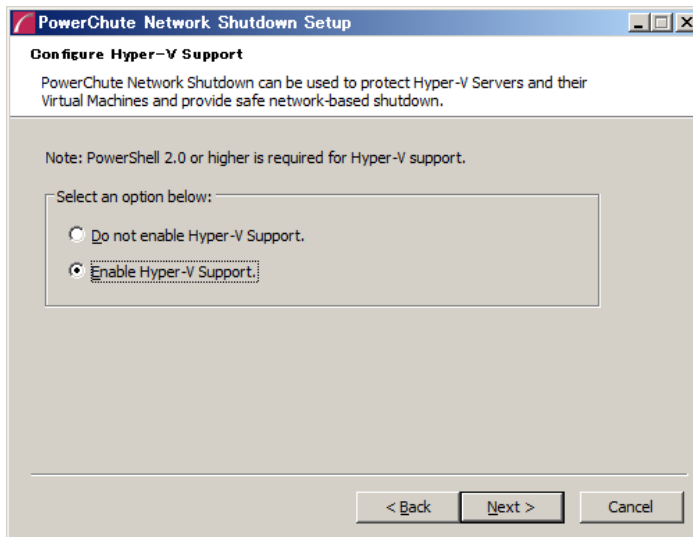 PowerChute Network Shutdown Setup
Configure Hyper-V Support
PowerChute Network Shutdown can be used to protect Hyper-V Servers and their
Virtual Machines and provide safe network-based shutdown.
Note: PowerShell 2.0 or higher is required for Hyper-V support.
Select an option below:
Do not enable Hyper-V Support.
Enable Hyper-V Support.
< Back Next > Cancel